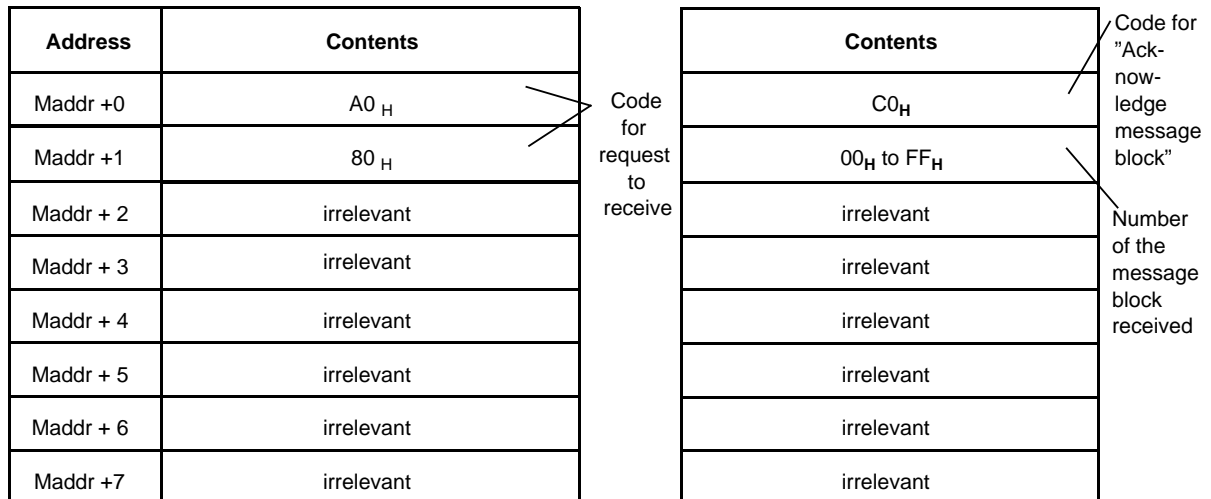 Address Contents
Maddr +0 A0 H
Maddr +1 80 H
Maddr + 2 irrelevant
Maddr + 3 irrelevant
Maddr + 4 irrelevant
Maddr + 5 irrelevant
Maddr + 6 irrelevant
Maddr +7 irrelevant
Code
for
request
to
receive
Contents
C0H
00H to FFH
irrelevant
irrelevant
irrelevant
irrelevant
irrelevant
irrelevant
Code for
”Ack-
now-
ledge
message
block”
Number
of the
message
block
received